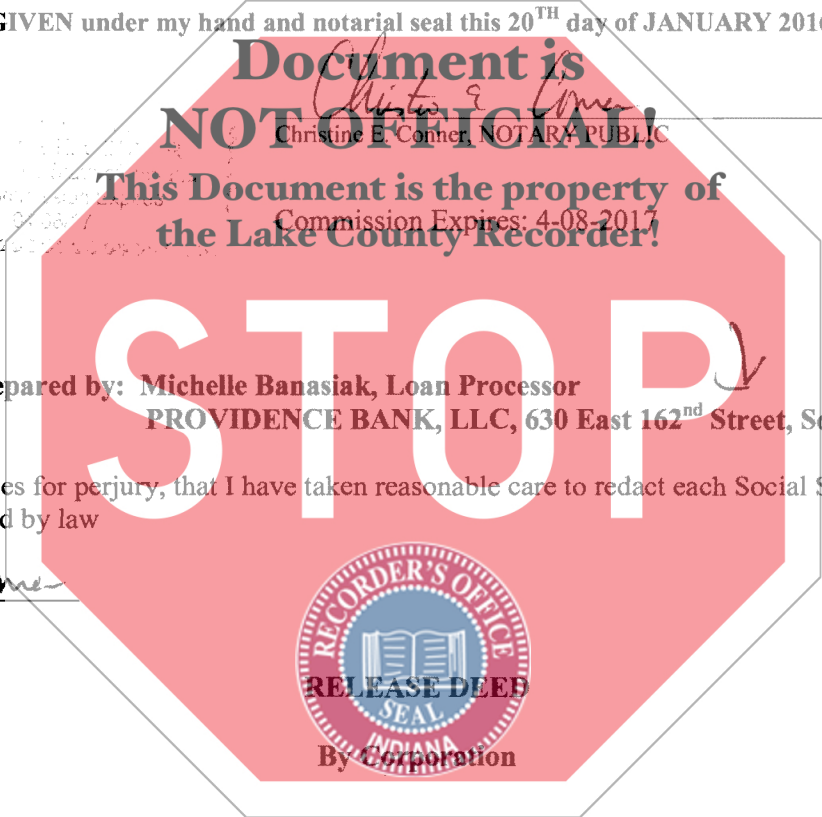 GIVEN under my hand and notarial seal this 20TH day of JANUARY 2016
Document is
NOT OFFICIAL!
Christine E. Conner, NOTARY PUBLIC
This Document is the property of
Commission Expires: 4-08-2017
the Lake County Recorder!
STOP
epared by: Michelle Banasiak, Loan Processor
PROVIDENCE BANK, LLC, 630 East 162nd Street, So
es for perjury, that I have taken reasonable care to redact each Social S
d by law
RECORDER'S OFFICE
RELEASE DEED
SEAL
INDIANA
By Corporation